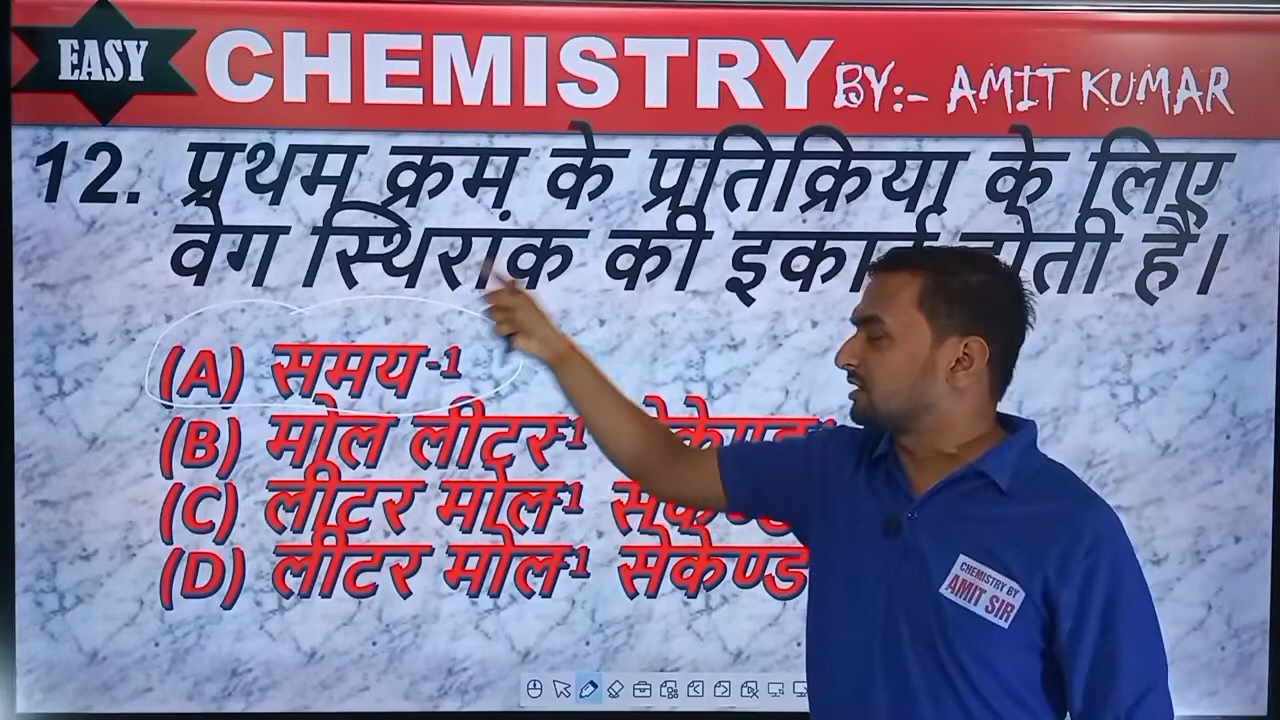 EASY
CHEMISTRY BY:- AMIT KUMAR
12. प्रथम क्रम के प्रतिक्रिया के लिए
वेग स्थिरांक की होती है।
(A) समय-1
(B) मोल लीटर-1
(C) लीटर मोल-1
(D) लीटर मोल-1 सेकेण्ड
CHEMISTRY BY
AMIT SIR